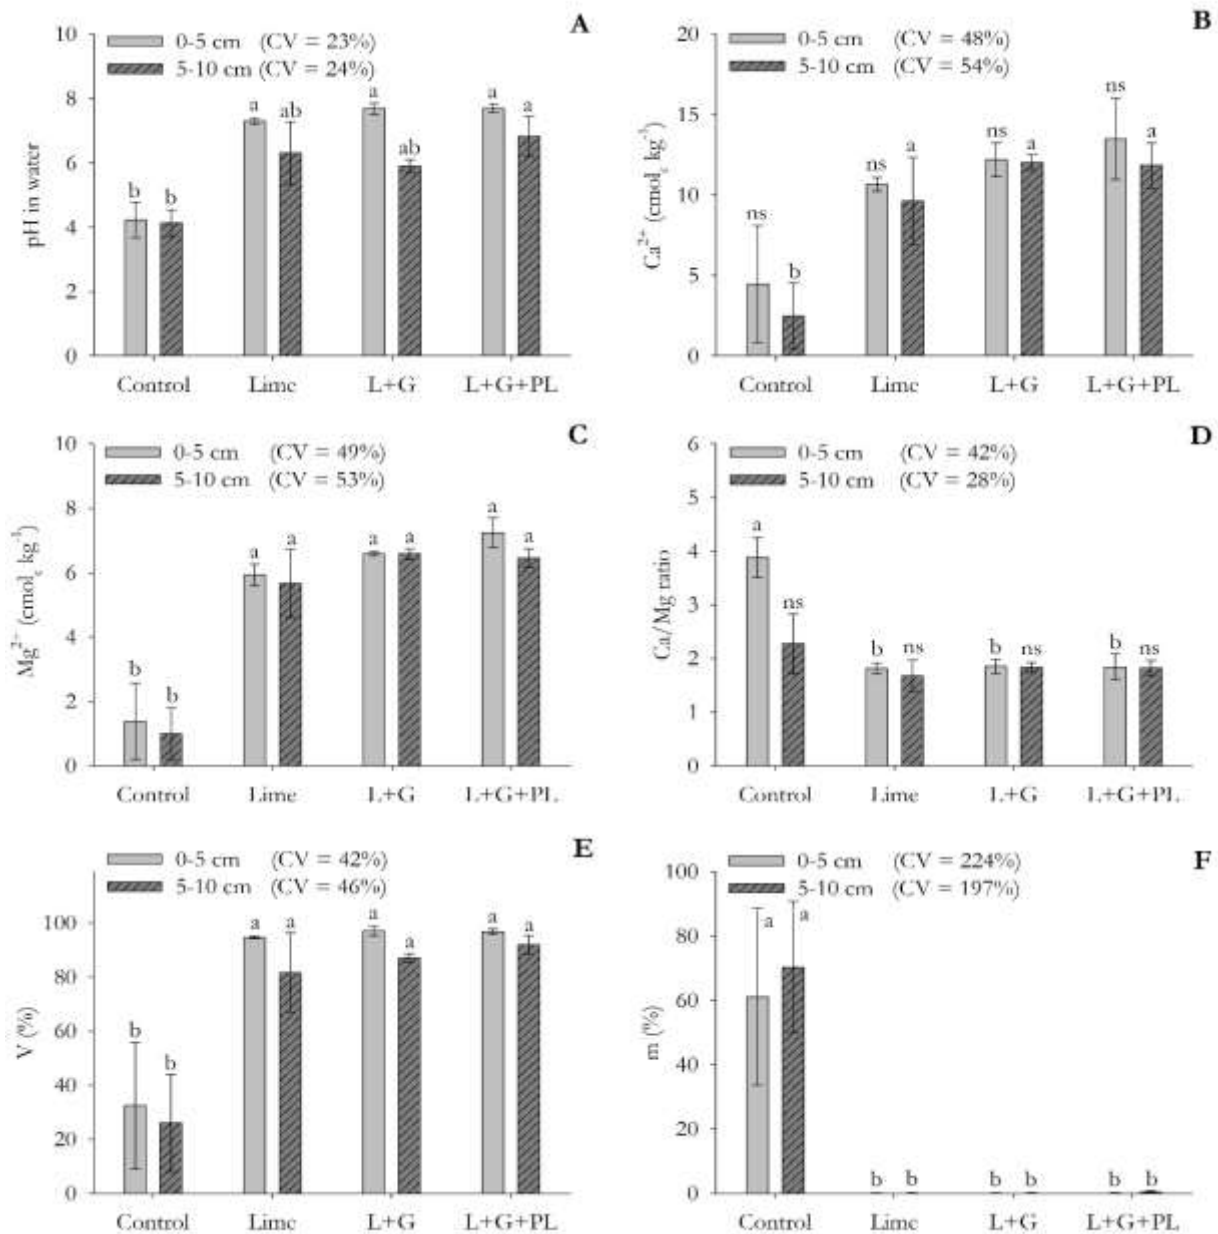 A
0-5 cm (CV = 23%)
5-10 cm (CV = 24%)
10
8
6
4
2
0
pH in water
b b a ab a ab a a
Control Lime L+G L+G+PL
B
0-5 cm (CV = 48%)
5-10 cm (CV = 54%)
20
15
10
5
0
Ca²⁺ (cmol_c kg⁻¹)
ns b ns a ns a ns a
Control Lime L+G L+G+PL
C
0-5 cm (CV = 49%)
5-10 cm (CV = 53%)
10
8
6
4
2
0
Mg²⁺ (cmol_c kg⁻¹)
b b a a a a a a
Control Lime L+G L+G+PL
D
0-5 cm (CV = 42%)
5-10 cm (CV = 28%)
6
5
4
3
2
1
0
Ca/Mg ratio
a ns b ns b ns b ns
Control Lime L+G L+G+PL
E
0-5 cm (CV = 42%)
5-10 cm (CV = 46%)
100
80
60
40
20
0
V (%)
b b a a a a a a
Control Lime L+G L+G+PL
F
0-5 cm (CV = 224%)
5-10 cm (CV = 197%)
100
80
60
40
20
0
m (%)
a a b b b b b b
Control Lime L+G L+G+PL